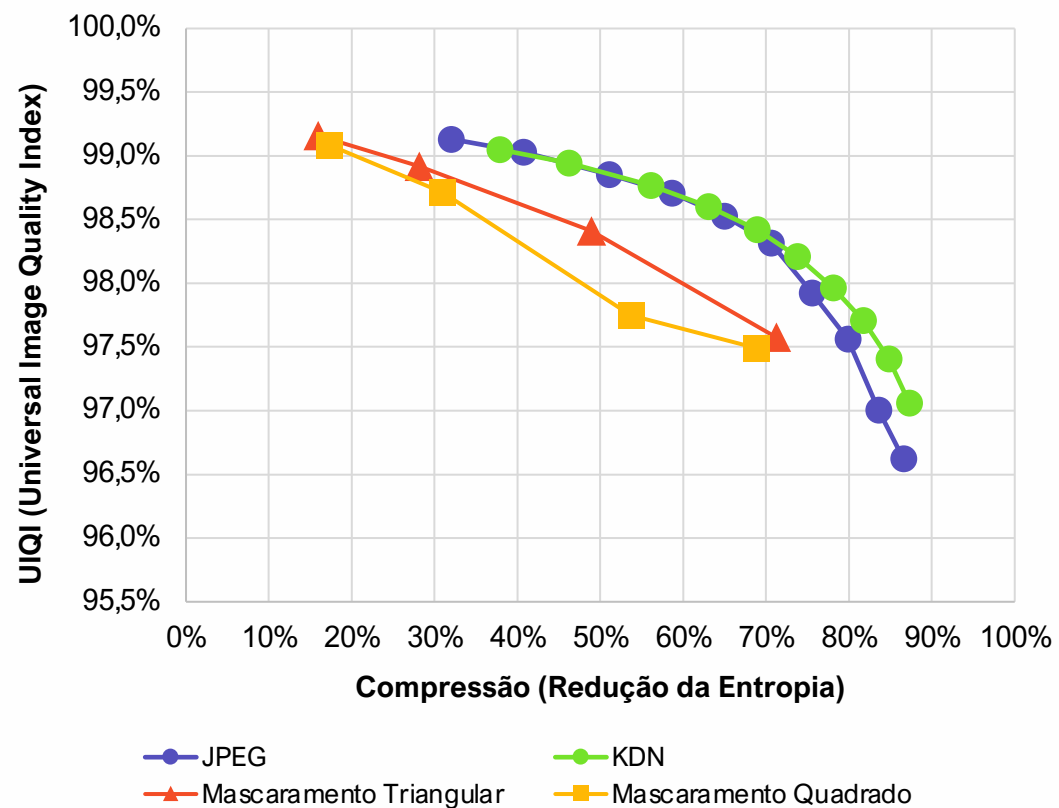 UIQI (Universal Image Quality Index)
100,0%
99,5%
99,0%
98,5%
98,0%
97,5%
97,0%
96,5%
96,0%
95,5%
0% 10% 20% 30% 40% 50% 60% 70% 80% 90% 100%
Compressão (Redução da Entropia)
JPEG KDN
Mascaramento Triangular Mascaramento Quadrado